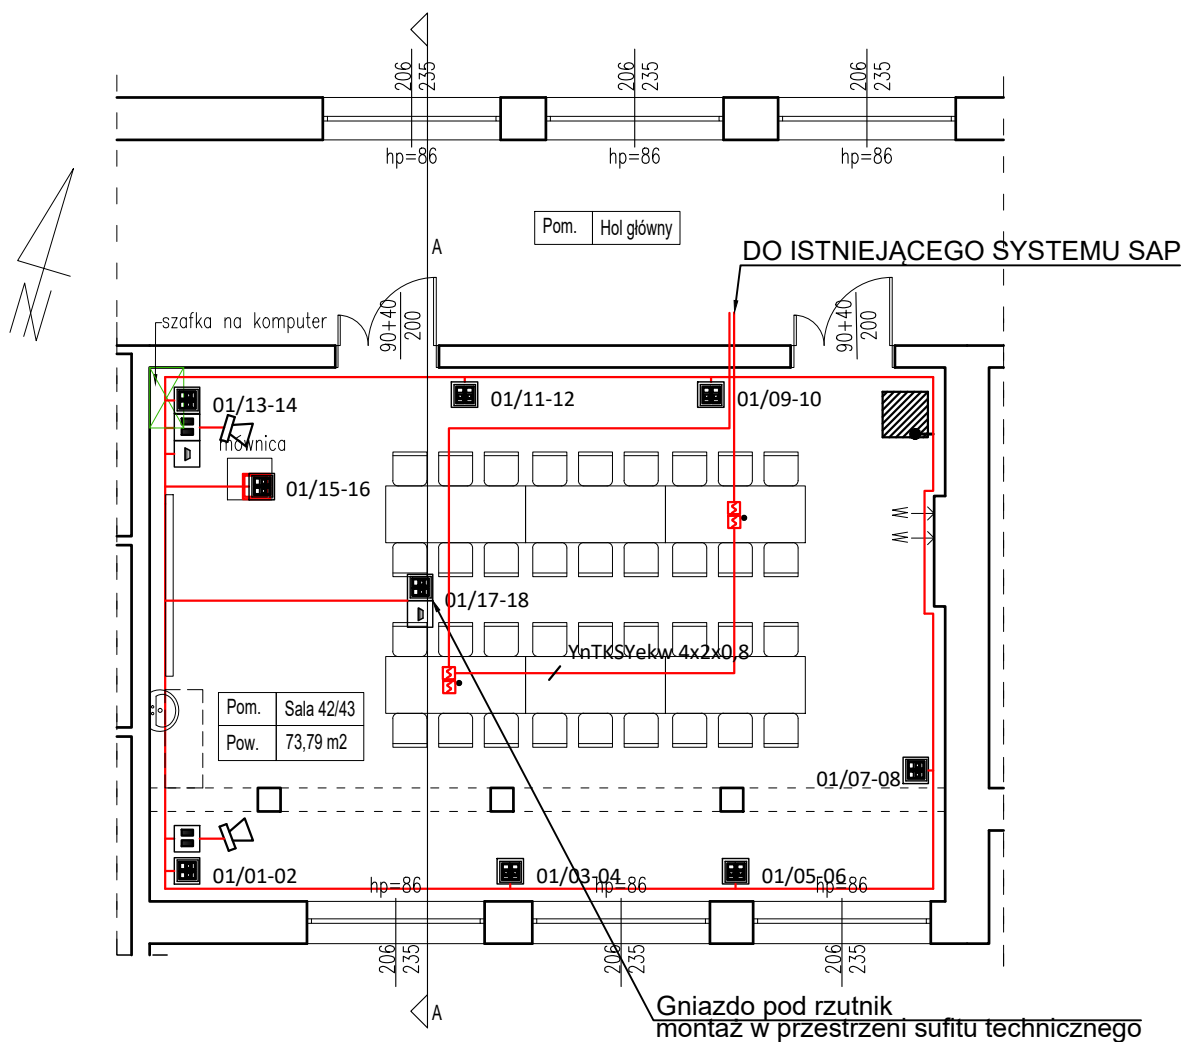 206
235
206
235
206
235
hp=86
hp=86
hp=86
Pom. Hol główny
A
DO ISTNIEJĄCEGO SYSTEMU SAP
N
szafka na komputer
90+40
200
90+40
200
01/13-14
01/11-12
01/09-10
mównica
01/15-16
01/17-18
YnTKSYekw 4x2x0,8
Pom. Sala 42/43
Pow. 73,79 m2
01/07-08
01/01-02
01/03-04
01/05-06
hp=86
hp=86
hp=86
206
235
206
235
206
235
A
Gniazdo pod rzutnik
montaż w przestrzeni sufitu technicznego